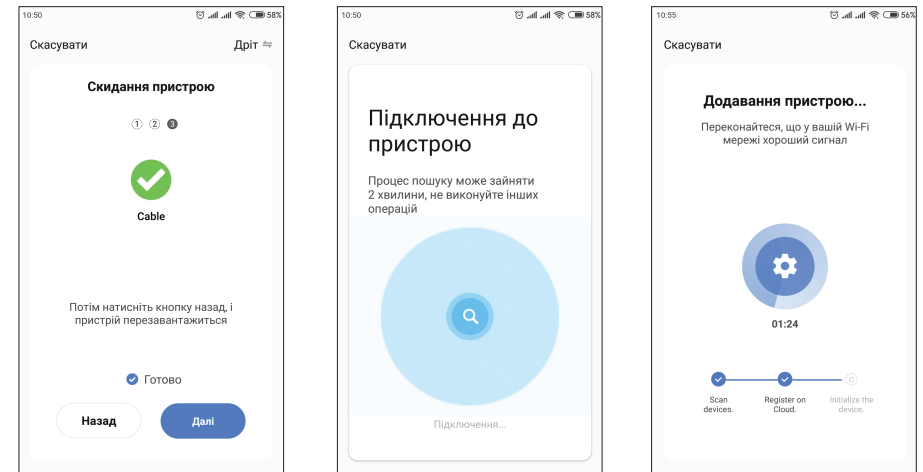 10:50
58%
Скасувати
Дріт
Скидання пристрою
1 2 3
Cable
Потім натисніть кнопку назад, і
пристрій перезавантажиться
Готово
Назад
Далі
10:50
58%
Скасувати
Підключення до
пристрою
Процес пошуку може зайняти
2 хвилини, не виконуйте інших
операцій
Підключення...
10:55
56%
Скасувати
Додавання пристрою...
Переконайтеся, що у вашій Wi-Fi
мережі хороший сигнал
01:24
Scan
devices.
Register on
Cloud.
Initialize the
device.